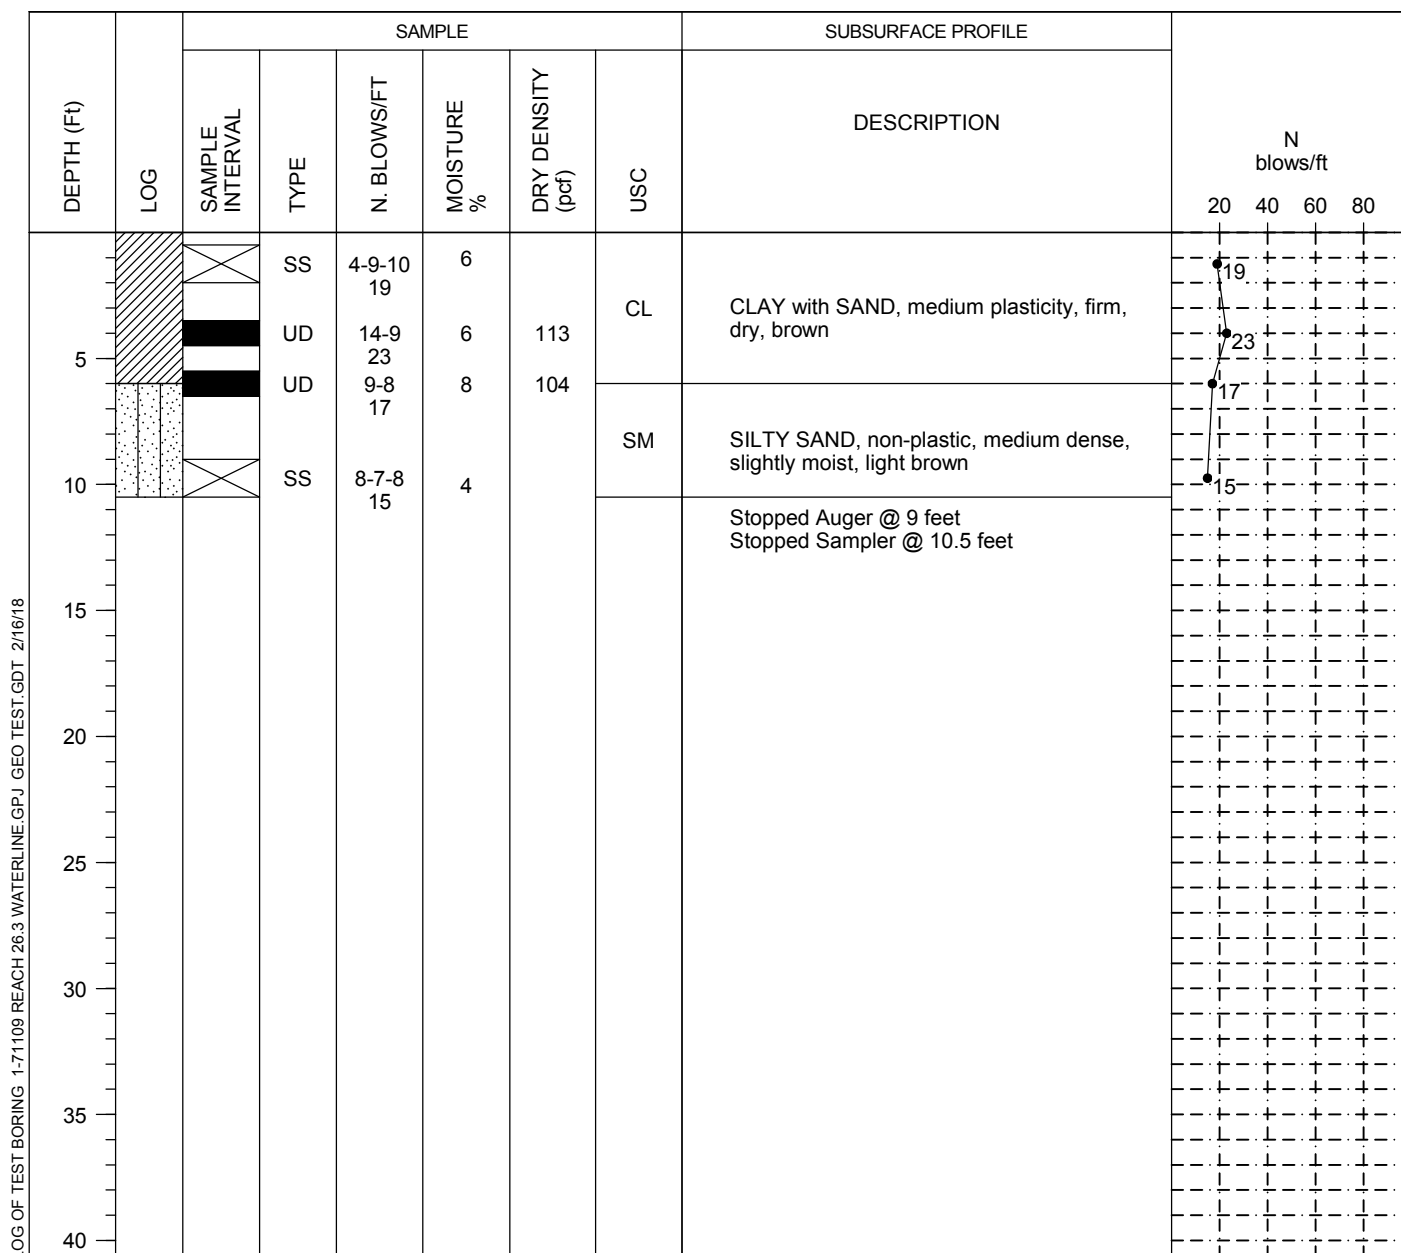 SAMPLE
SUBSURFACE PROFILE
DEPTH (Ft)
LOG
SAMPLE
INTERVAL
TYPE
N. BLOWS/FT
MOISTURE
%
DRY DENSITY
(pcf)
USC
DESCRIPTION
N
blows/ft
20 40 60 80
SS
4-9-10
19
6
19
CL
CLAY with SAND, medium plasticity, firm,
dry, brown
UD
14-9
23
6
113
23
5
UD
9-8
17
8
104
17
SM
SILTY SAND, non-plastic, medium dense,
slightly moist, light brown
10
SS
8-7-8
15
4
15
Stopped Auger @ 9 feet
Stopped Sampler @ 10.5 feet
15
20
25
30
35
40
OG OF TEST BORING 1-71109 REACH 26.3 WATERLINE.GPJ GEO TEST.GDT 2/16/18